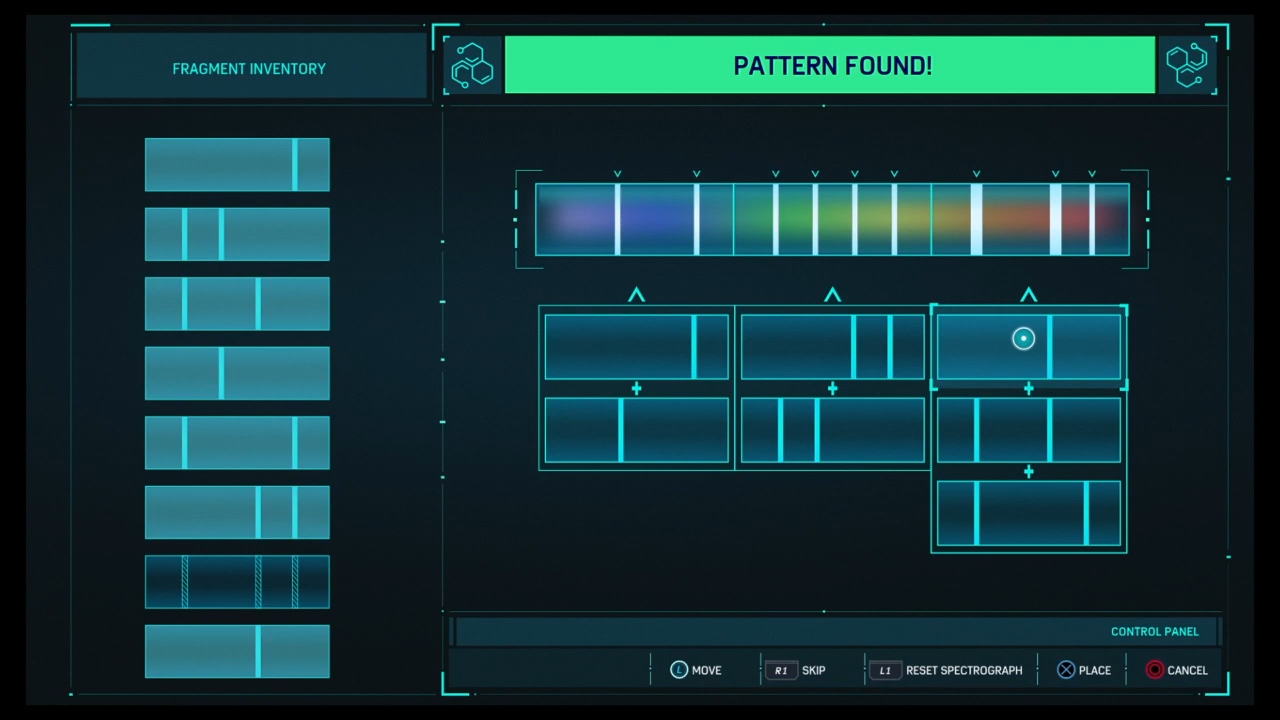 FRAGMENT INVENTORY
PATTERN FOUND!
CONTROL PANEL
L MOVE
R1 SKIP
L1 RESET SPECTROGRAPH
PLACE
CANCEL